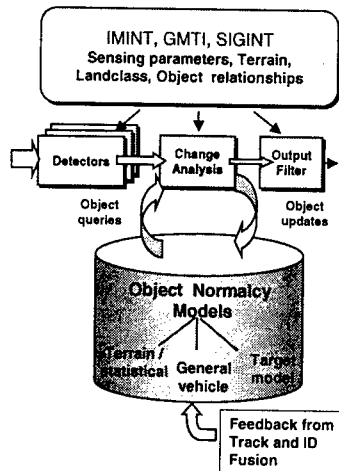 IMINT, GMTI, SIGINT
Sensing parameters, Terrain,
Landclass, Object relationships
Detectors
Change
Analysis
Output
Filter
Object
queries
Object
updates
Object Normalcy
Models
Terrain /
statistical
General
vehicle
Target
model
Feedback from
Track and ID
Fusion